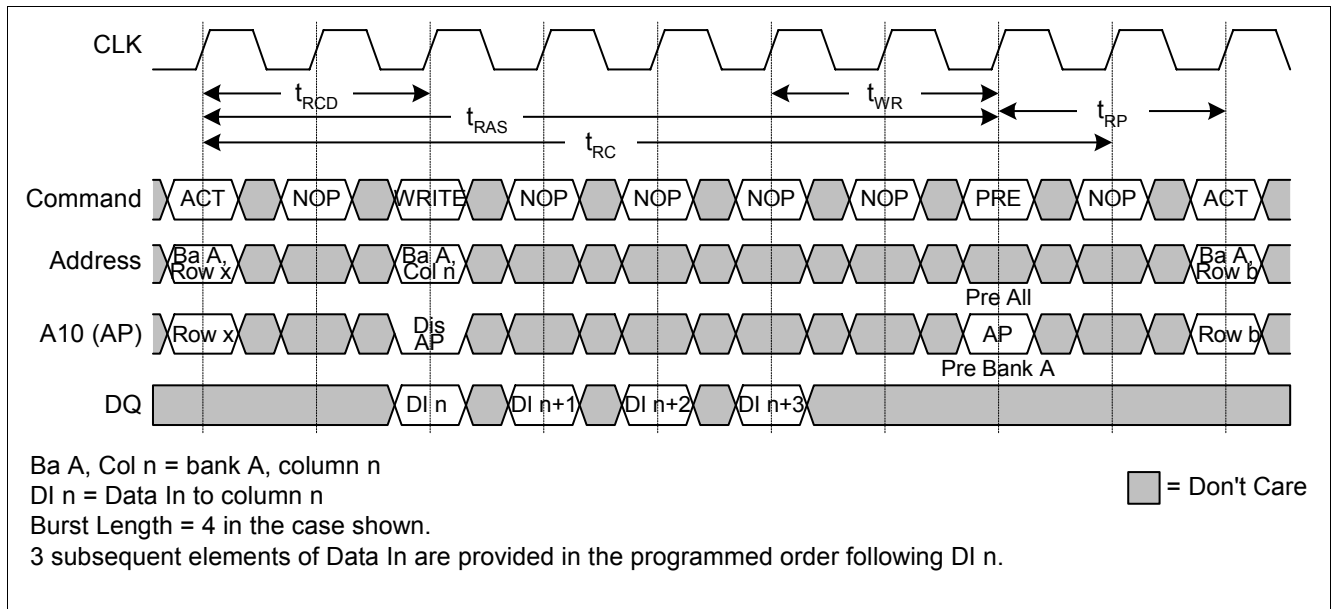 CLK
tRCD
tWR
tRAS
tRP
tRC
Command ACT NOP WRITE NOP NOP NOP NOP PRE NOP ACT
Address Ba A, Row x Ba A, Col n Ba A, Row b
Pre All
A10 (AP) Row x Dis AP AP Row b
Pre Bank A
DQ DI n DI n+1 DI n+2 DI n+3
Ba A, Col n = bank A, column n
DI n = Data In to column n
= Don't Care
Burst Length = 4 in the case shown.
3 subsequent elements of Data In are provided in the programmed order following DI n.